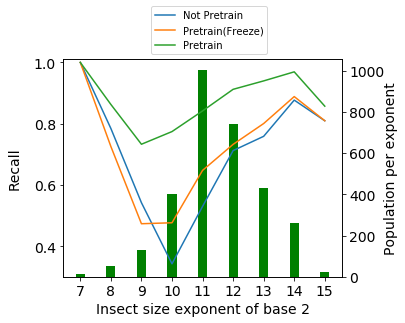 Not Pretrain
Pretrain(Freeze)
Pretrain
1.0
0.8
0.6
0.4
Recall
1000
800
600
400
200
0
Population per exponent
7 8 9 10 11 12 13 14 15
Insect size exponent of base 2